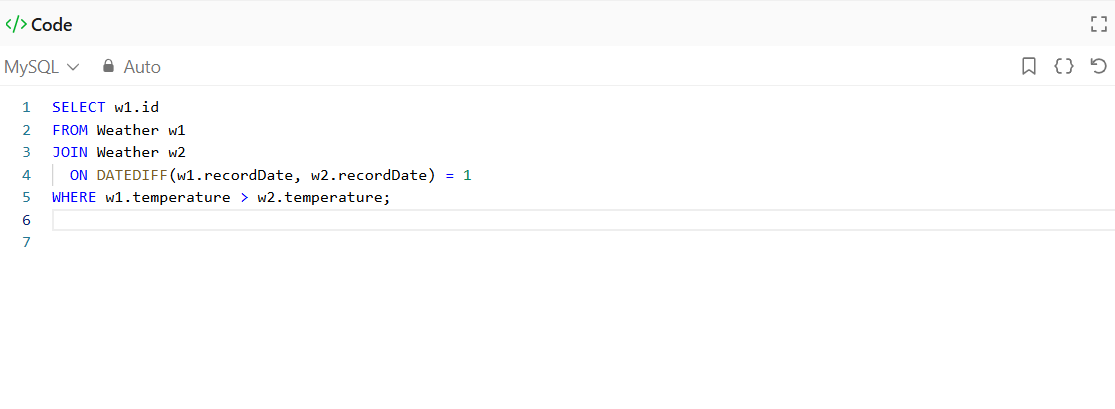 </> Code
MySQL Auto
1 SELECT w1.id
2 FROM Weather w1
3 JOIN Weather w2
4 ON DATEDIFF(w1.recordDate, w2.recordDate) = 1
5 WHERE w1.temperature > w2.temperature;
6
7